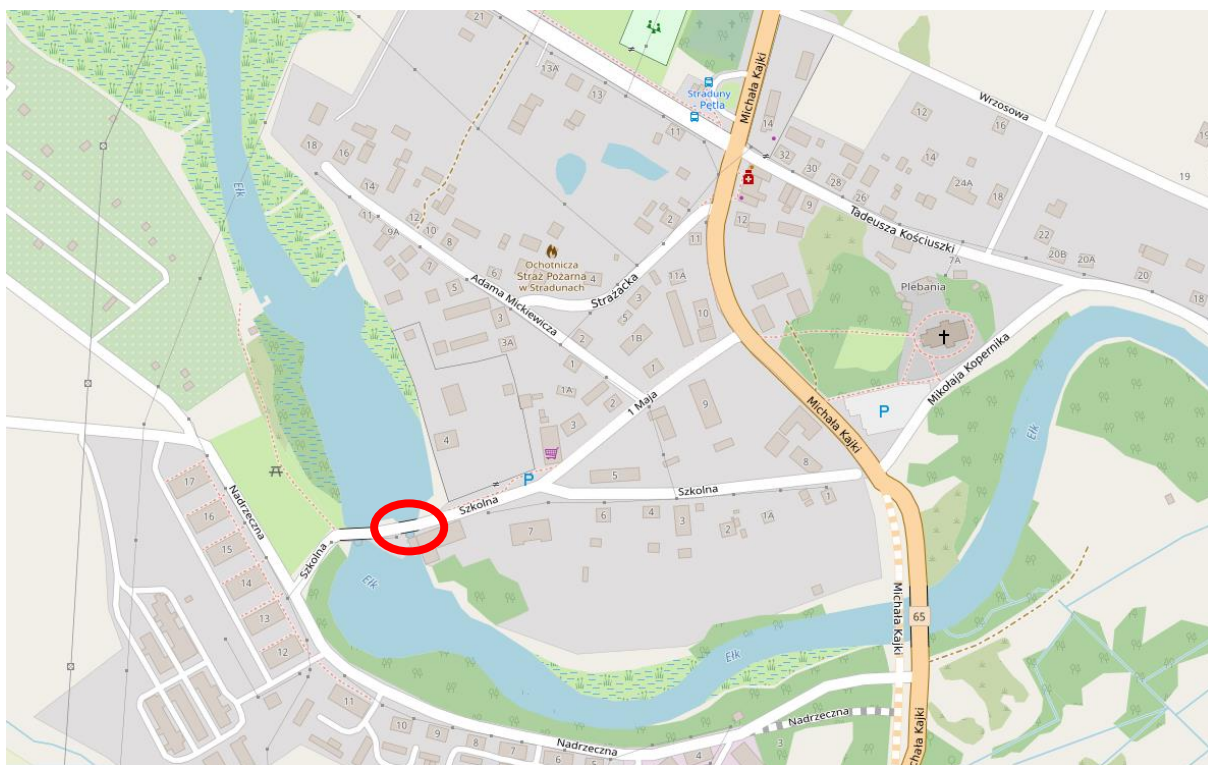 21
13A
13
Straduny
Pętla
Michała Kajki
14
11
Wrzosowa
12
16
19
18
16
14
11
9A
12
10
8
7
32
30
28
26
14
24A
18
Ełk
2
12
9
Tadeusza Kościuszki
22
20B
20A
20
18
7A
Plebania
Ochotnicza
Straż Pożarna
w Stradunach
6
4
5
Adama Mickiewicza
Strażacka
11
11A
3
5
10
3
3A
2
1B
1
1
1A
2
3
1 Maja
9
Mikołaja Kopernika
P
Michała Kajki
Ełk
4
17
16
15
14
13
12
11
Nadrzeczna
P
5
8
Szkolna
Szkolna
Szkolna
7
6
4
3
2
1A
1
Ełk
Michała Kajki
65
Ełk
Nadrzeczna
Michała Kajki
10
9
8
7
6
5
4
3
Nadrzeczna